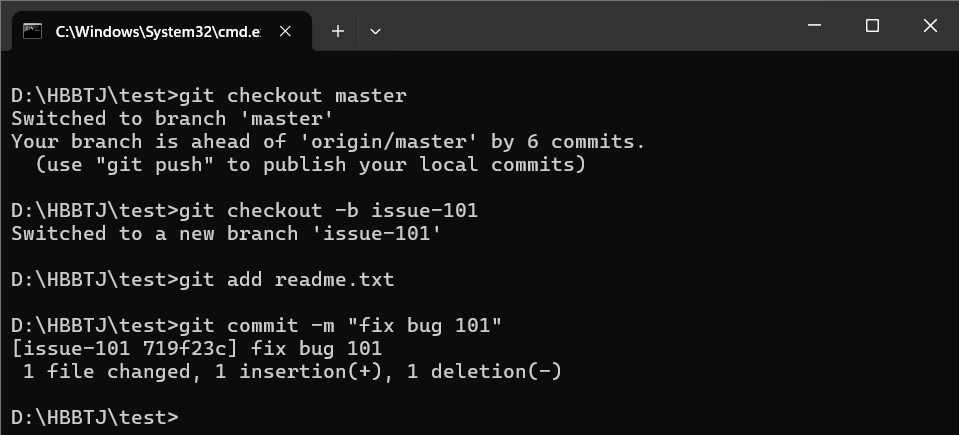 C:\Windows\System32\cmd.e
D:\HBBTJ\test>git checkout master
Switched to branch 'master'
Your branch is ahead of 'origin/master' by 6 commits.
  (use "git push" to publish your local commits)
D:\HBBTJ\test>git checkout -b issue-101
Switched to a new branch 'issue-101'
D:\HBBTJ\test>git add readme.txt
D:\HBBTJ\test>git commit -m "fix bug 101"
[issue-101 719f23c] fix bug 101
 1 file changed, 1 insertion(+), 1 deletion(-)
D:\HBBTJ\test>